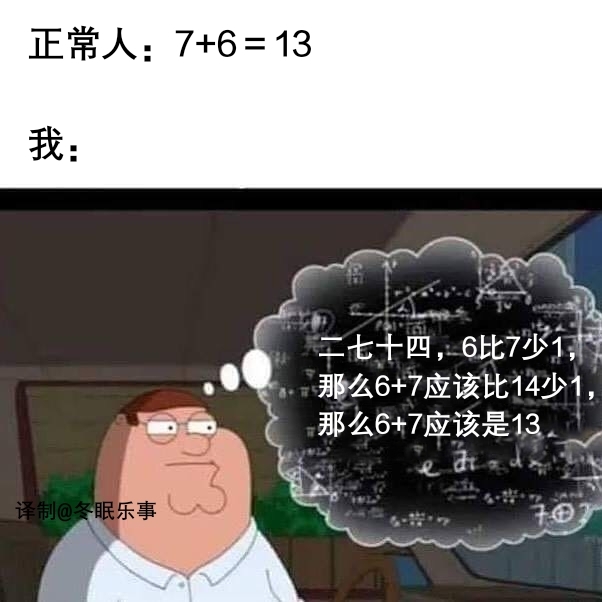 正常人：7+6＝13
我：
二七十四，6比7少1，
那么6+7应该比14少1，
那么6+7应该是13
译制@冬眠乐事